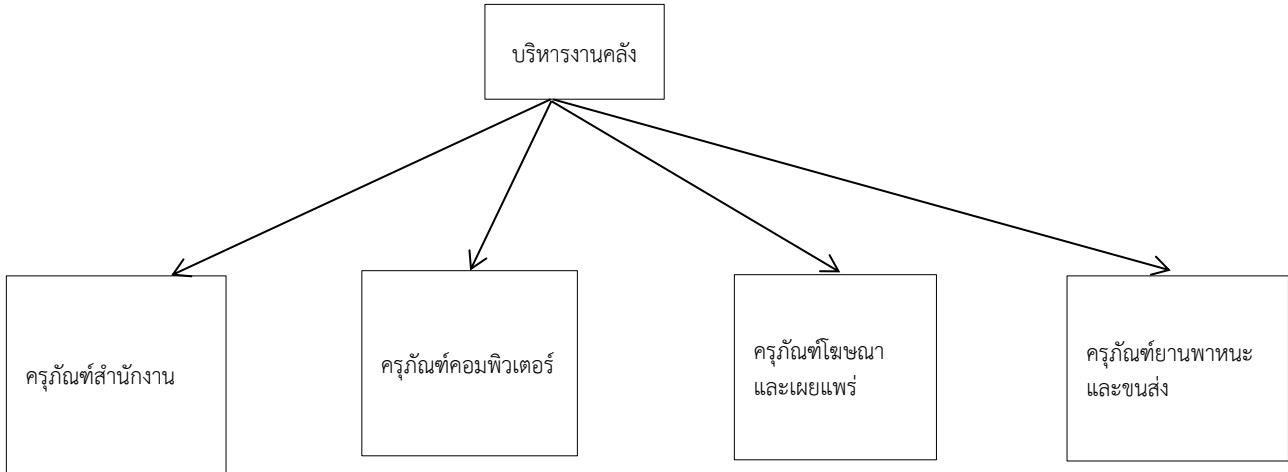 บริหารงานคลัง
ครุภัณฑ์สำนักงาน
ครุภัณฑ์คอมพิวเตอร์
ครุภัณฑ์โฆษณา
และเผยแพร่
ครุภัณฑ์ยานพาหนะ
และขนส่ง